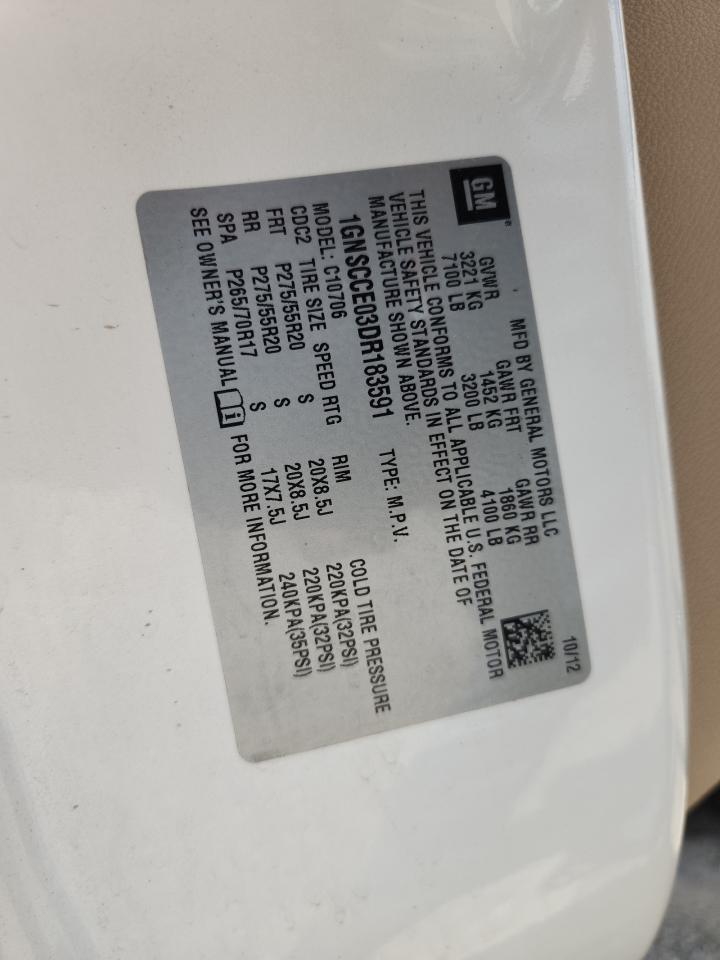 GM
MFD BY GENERAL MOTORS LLC 10/12
GVWR GAWR FRT GAWR RR
3221 KG 1452 KG 1860 KG
7100 LB 3200 LB 4100 LB
THIS VEHICLE CONFORMS TO ALL APPLICABLE U.S. FEDERAL MOTOR
VEHICLE SAFETY STANDARDS IN EFFECT ON THE DATE OF
MANUFACTURE SHOWN ABOVE.
1GNSCCE03DR183591 TYPE: M.P.V.
MODEL: C10706
CDC2 TIRE SIZE SPEED RTG RIM COLD TIRE PRESSURE
FRT P275/55R20 S 20X8.5J 220KPA(32PSI)
RR P275/55R20 S 20X8.5J 220KPA(32PSI)
SPA P265/70R17 S 17X7.5J 240KPA(35PSI)
SEE OWNER'S MANUAL i FOR MORE INFORMATION.